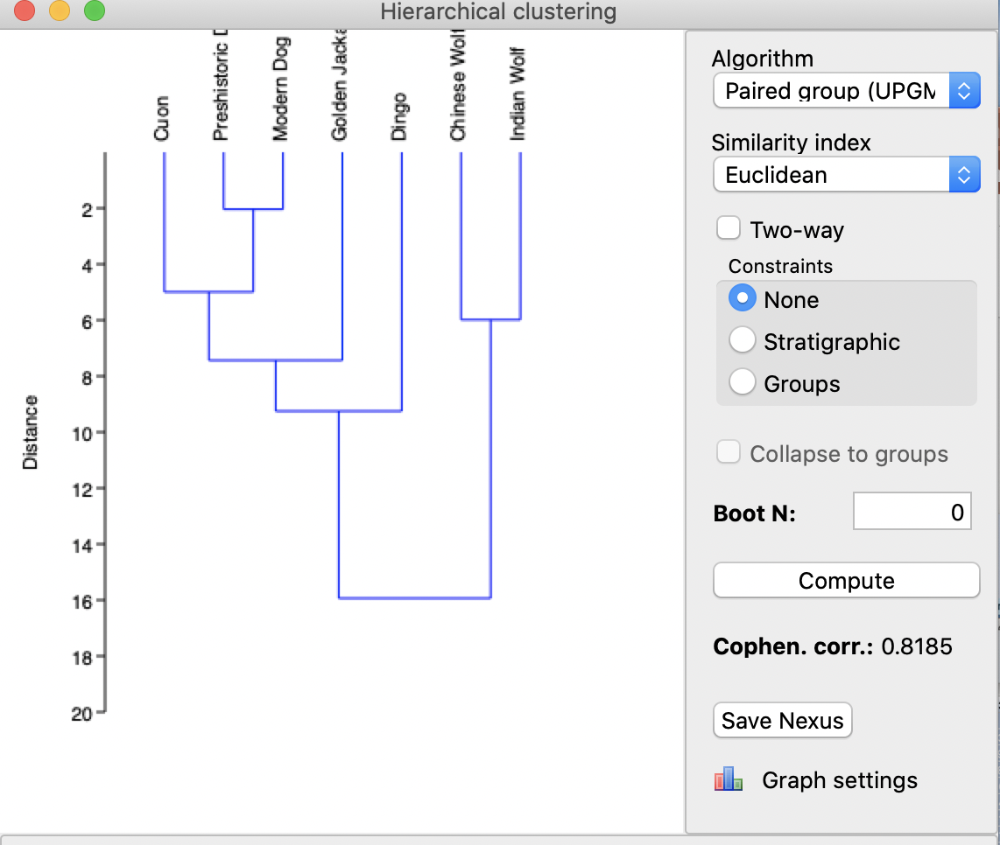 Hierarchical clustering
Cuon
Preshistoric
Modern Dog
Golden Jacka
Dingo
Chinese Wolf
Indian Wolf
2
4
6
8
10
12
14
16
18
20
Distance
Algorithm
Paired group (UPGM
Similarity index
Euclidean
Two-way
Constraints
None
Stratigraphic
Groups
Collapse to groups
Boot N: 0
Compute
Cophen. corr.: 0.8185
Save Nexus
Graph settings